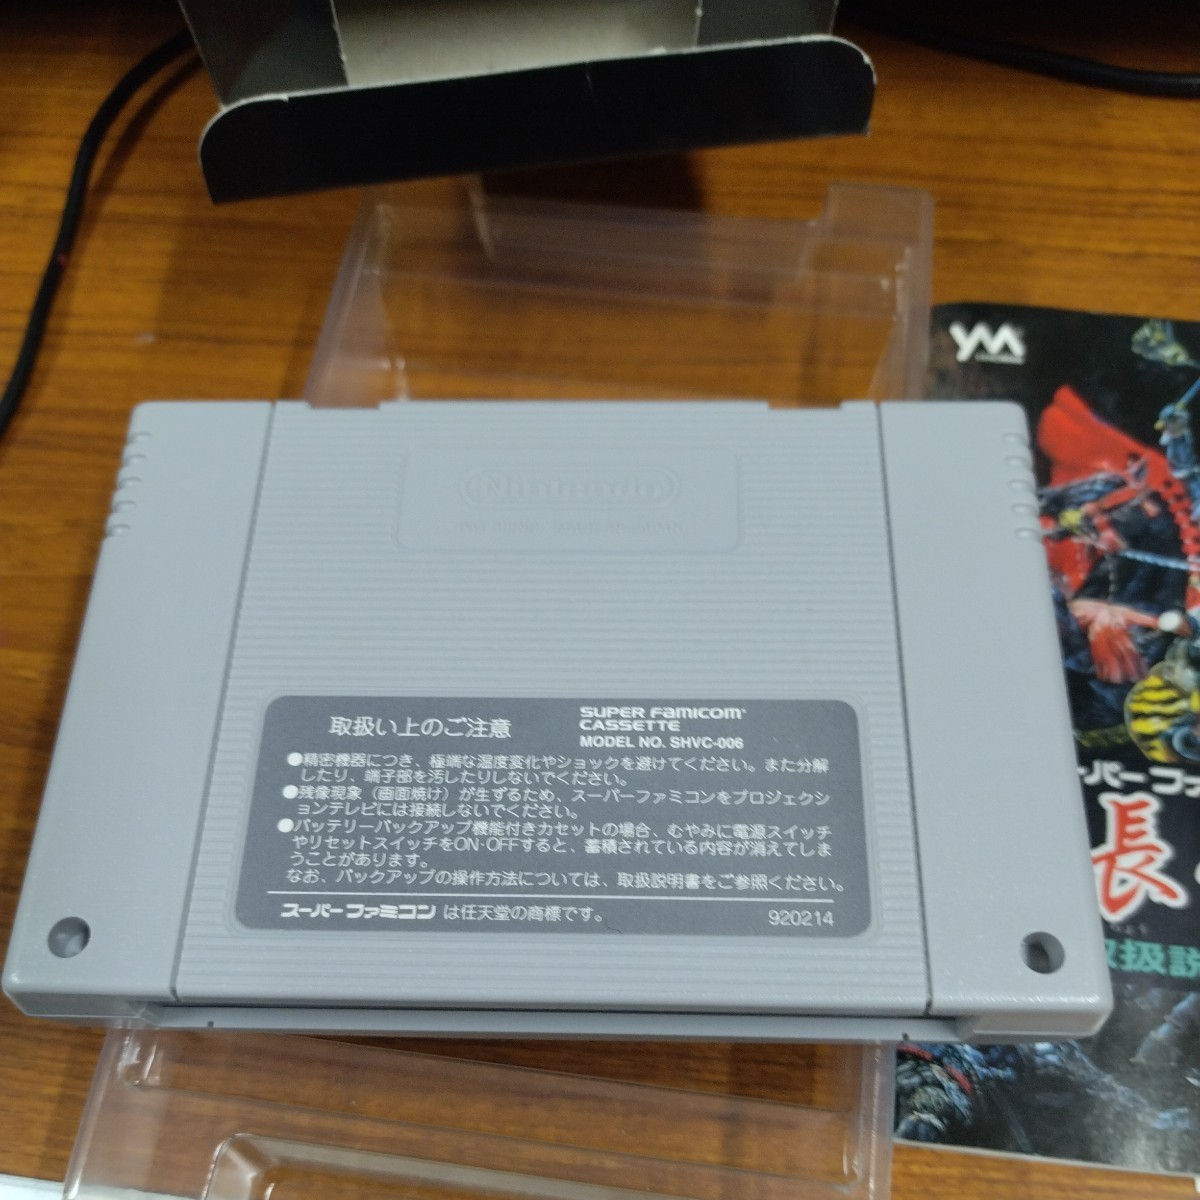 Nintendo
取扱い上のご注意
SUPER Famicom
CASSETTE
MODEL NO. SHVC-006
●精密機器につき、極端な温度変化やショックを避けてください。また分解
したり、端子部を汚したりしないでください。
●残像現象(画面焼け)が生ずるため、スーパーファミコンをプロジェクシ
ョンテレビには接続しないでください。
●バッテリーバックアップ機能付きカセットの場合、むやみに電源スイッチ
やリセットスイッチをON·OFFすると、蓄積されている内容が消えてしま
うことがあります。
なお、バックアップの操作方法については、取扱説明書をご参照ください。
スーパーファミコン は任天堂の商標です。
920214
ーパーファ
長
取扱説